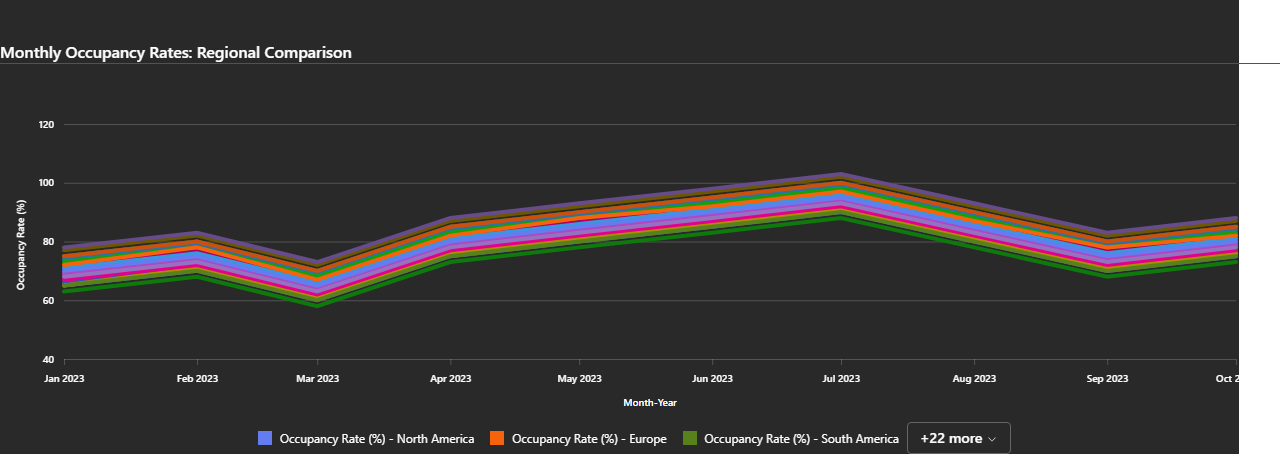 Monthly Occupancy Rates: Regional Comparison
120
100
80
60
40
Occupancy Rate (%)
Jan 2023 Feb 2023 Mar 2023 Apr 2023 May 2023 Jun 2023 Jul 2023 Aug 2023 Sep 2023 Oct 2
Month-Year
Occupancy Rate (%) - North America Occupancy Rate (%) - Europe Occupancy Rate (%) - South America +22 more